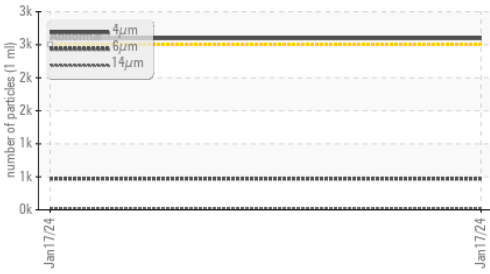 3k
3k
2k
2k
1k
1k
0k
number of particles (1 ml)
4µm
6µm
14µm
Jan17/24
Jan17/24